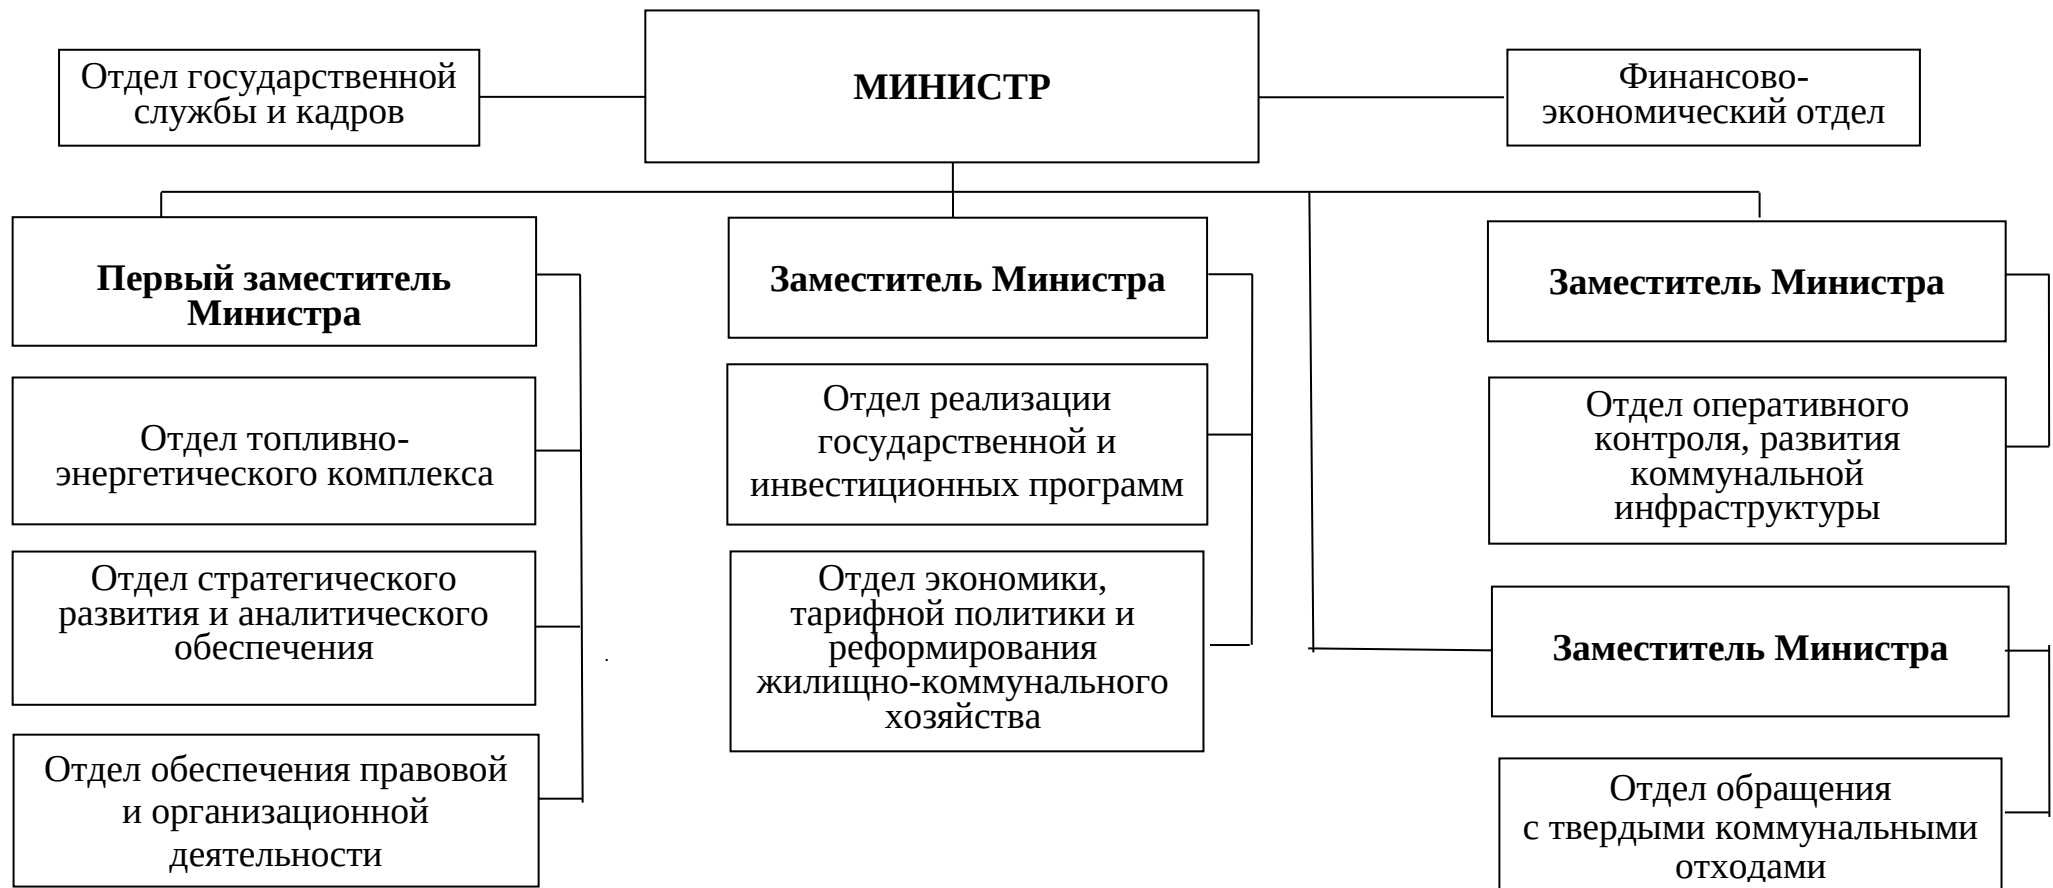 Отдел государственной
службы и кадров
МИНИСТР
Финансово-
экономический отдел
Первый заместитель
Министра
Отдел топливно-
энергетического комплекса
Отдел стратегического
развития и аналитического
обеспечения
Отдел обеспечения правовой
и организационной
деятельности
Заместитель Министра
Отдел реализации
государственной и
инвестиционных программ
Отдел экономики,
тарифной политики и
реформирования
жилищно-коммунального
хозяйства
Заместитель Министра
Отдел оперативного
контроля, развития
коммунальной
инфраструктуры
Заместитель Министра
Отдел обращения
с твердыми коммунальными
отходами